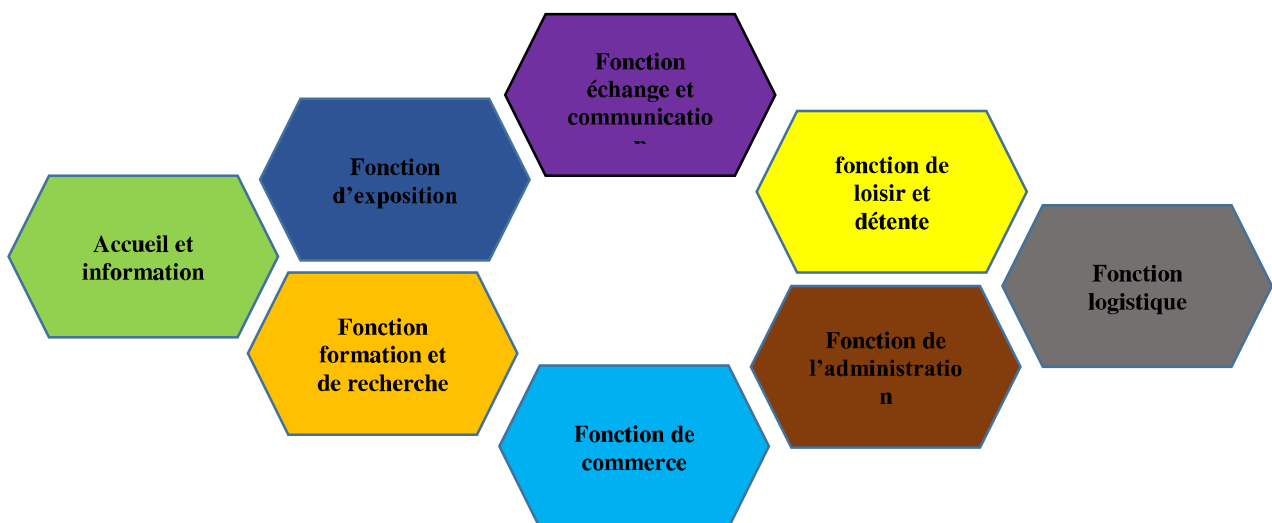 Fonction
échange et
communicatio
n
Fonction
d’exposition
fonction de
loisir et
détente
Accueil et
information
Fonction
logistique
Fonction
formation et
de recherche
Fonction de
l’administratio
n
Fonction de
commerce